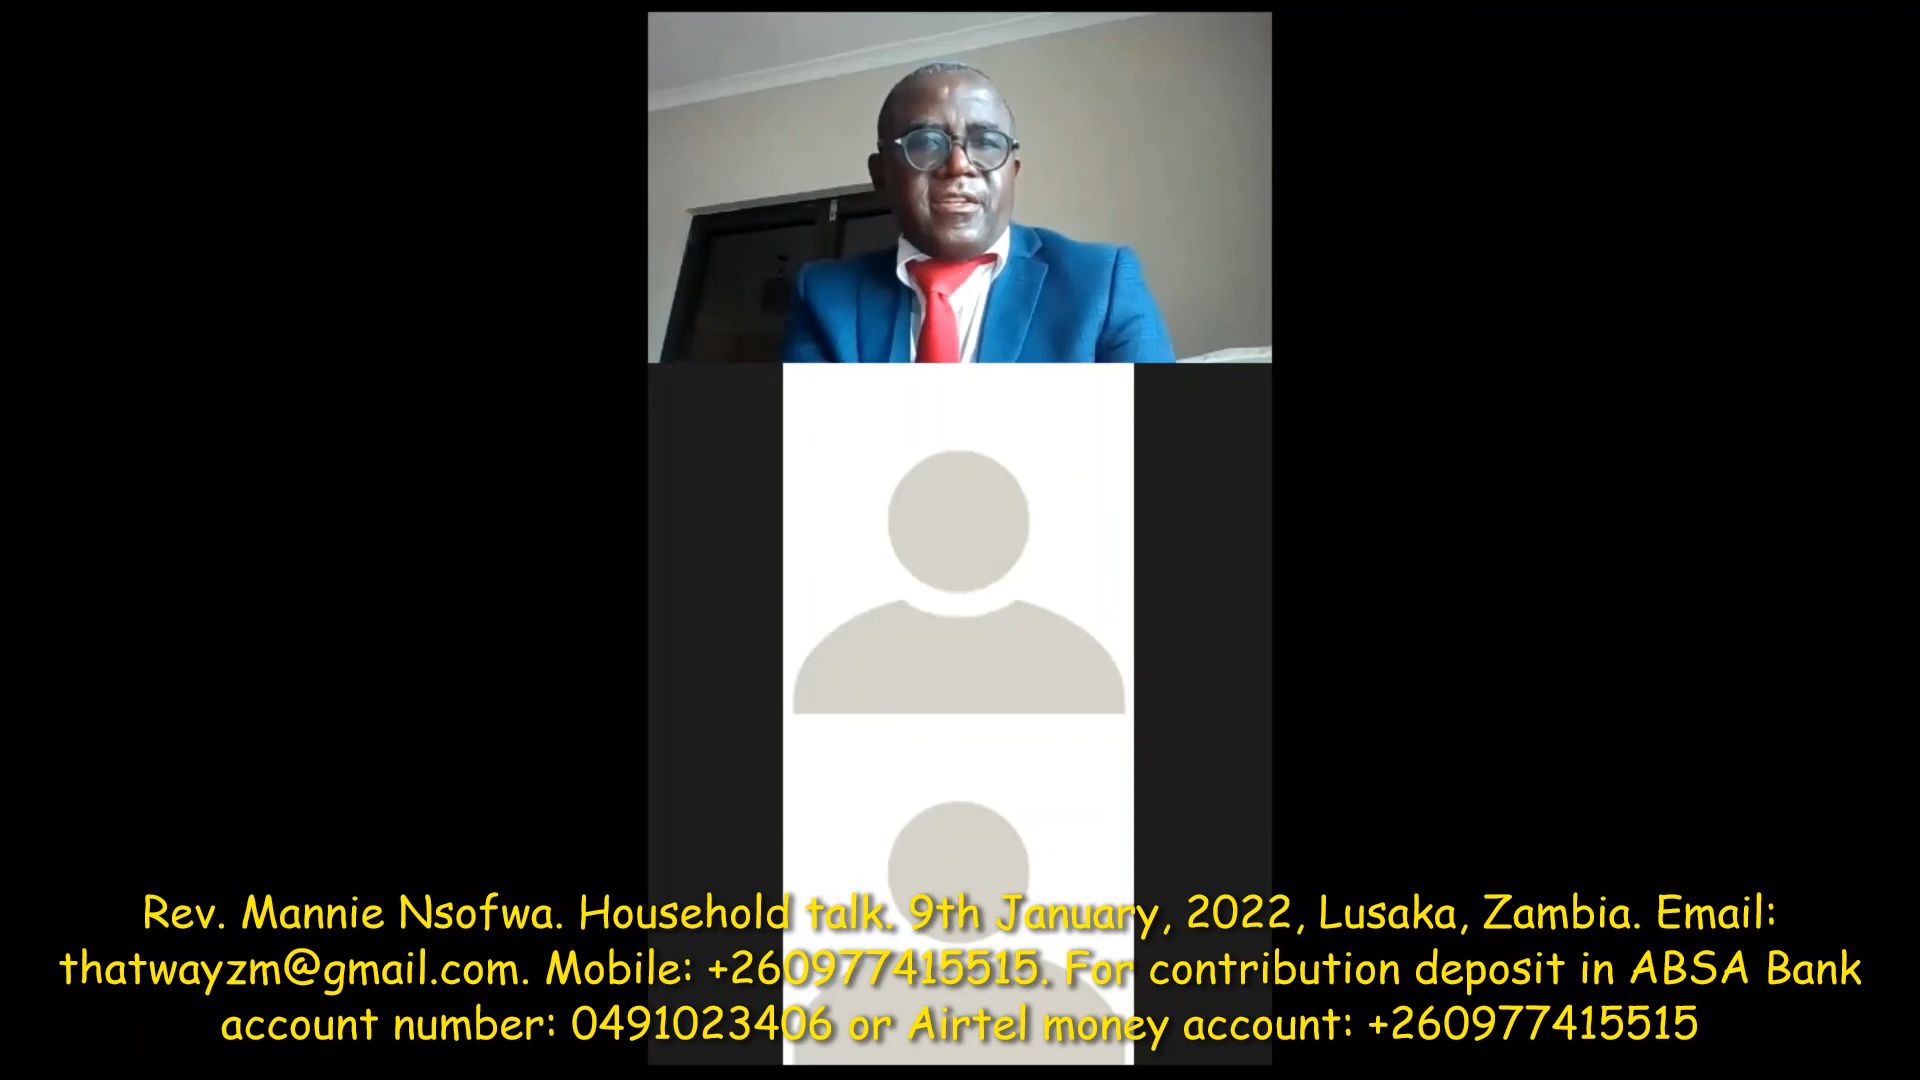 Rev. Mannie Nsofwa. Household talk. 9th January, 2022, Lusaka, Zambia. Email:
thatwayzm@gmail.com. Mobile: +260977415515. For contribution deposit in ABSA Bank
account number: 0491023406 or Airtel money account: +260977415515